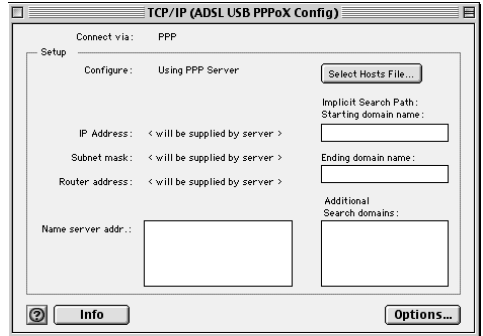 TCP/IP (ADSL USB PPPoX Config)
Connect via: PPP
Setup
Configure: Using PPP Server
Select Hosts File...
Implicit Search Path:
Starting domain name:
IP Address: < will be supplied by server >
Subnet mask: < will be supplied by server >
Ending domain name:
Router address: < will be supplied by server >
Additional
Search domains:
Name server addr.:
?
Info
Options...